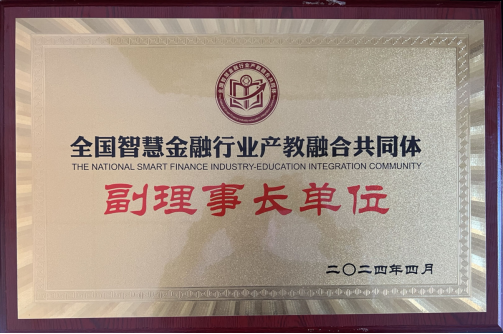 全国智慧金融行业产教融合共同体
THE NATIONAL SMART FINANCE INDUSTRY-EDUCATION INTEGRATION COMMUNITY
副理事长单位
二〇二四年四月